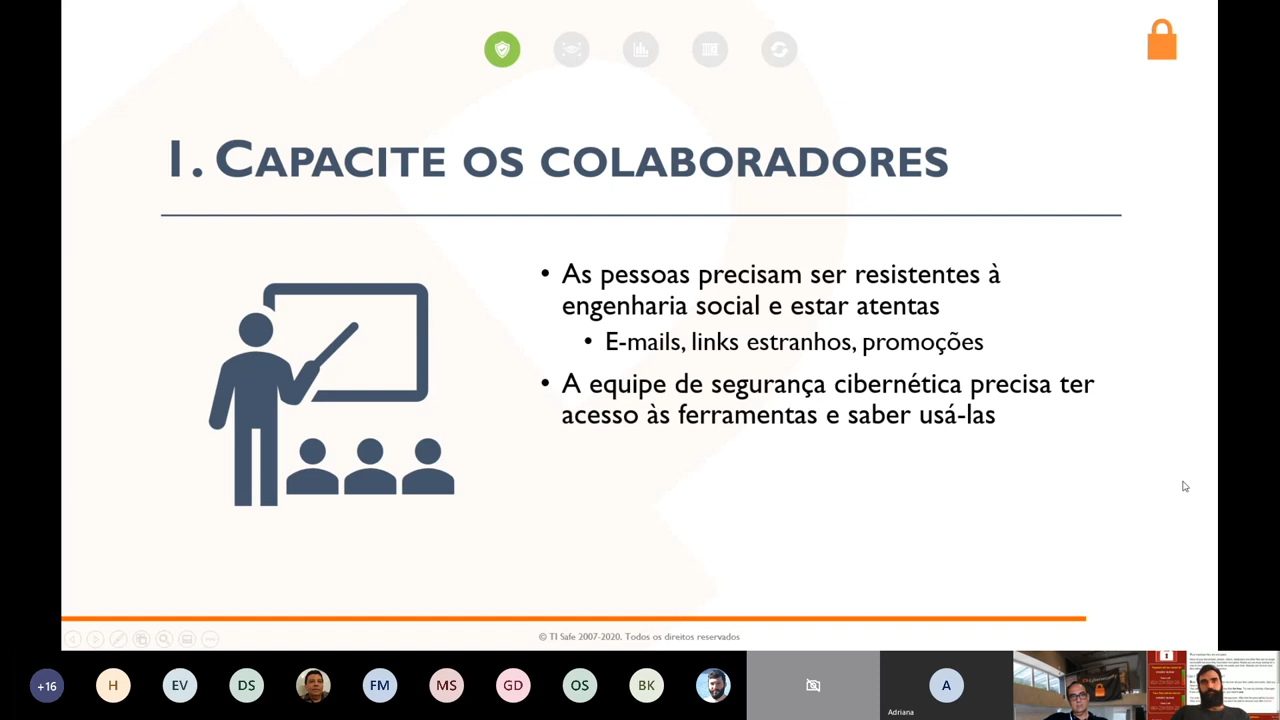 1. CAPACITE OS COLABORADORES
• As pessoas precisam ser resistentes à
engenharia social e estar atentas
• E-mails, links estranhos, promoções
• A equipe de segurança cibernética precisa ter
acesso às ferramentas e saber usá-las
© TI Safe 2007-2020. Todos os direitos reservados
+16
H
EV
DS
FM
MS
GD
OS
BK
A
Adriana